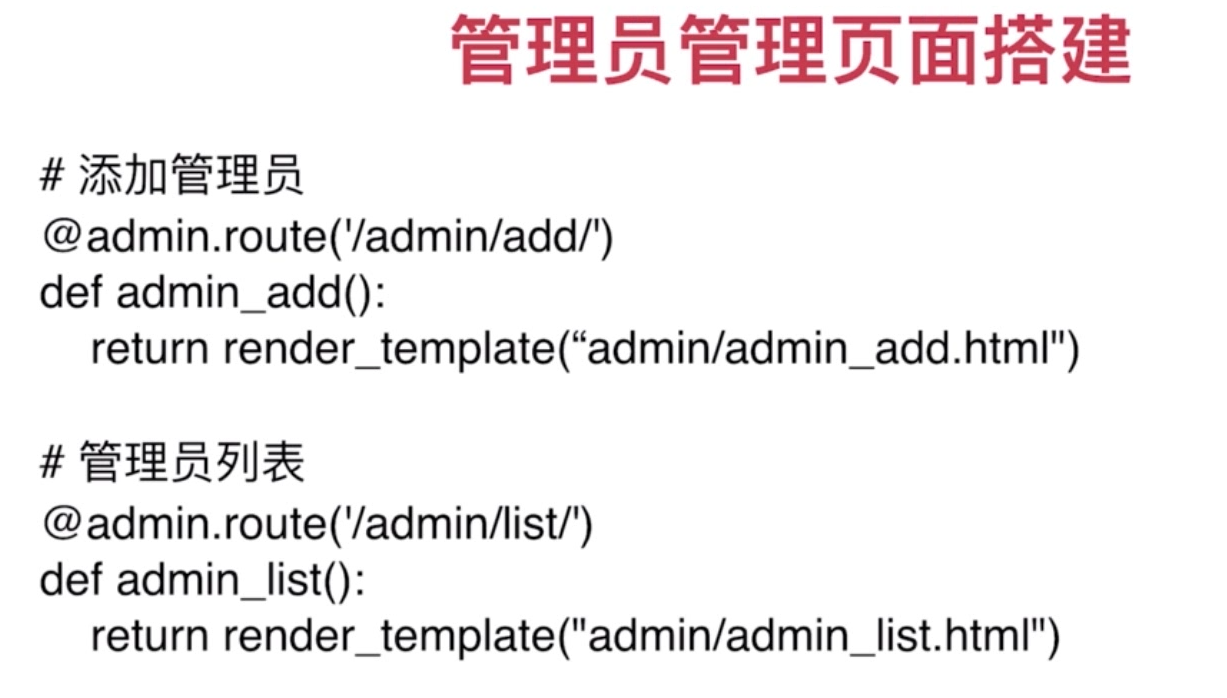 管理员管理页面搭建
# 添加管理员
@admin.route('/admin/add/')
def admin_add():
    return render_template(“admin/admin_add.html")
# 管理员列表
@admin.route('/admin/list/')
def admin_list():
    return render_template("admin/admin_list.html")